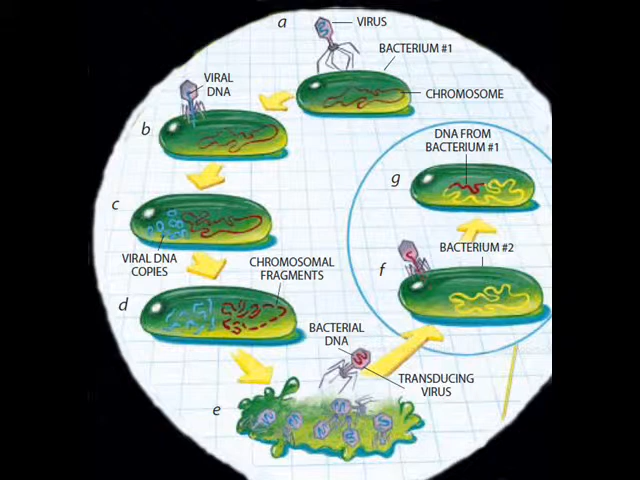 a
VIRUS
BACTERIUM #1
CHROMOSOME
VIRAL
DNA
b
c
VIRAL DNA
COPIES
CHROMOSOMAL
FRAGMENTS
d
BACTERIAL
DNA
TRANSDUCING
VIRUS
e
f
BACTERIUM #2
g
DNA FROM
BACTERIUM #1